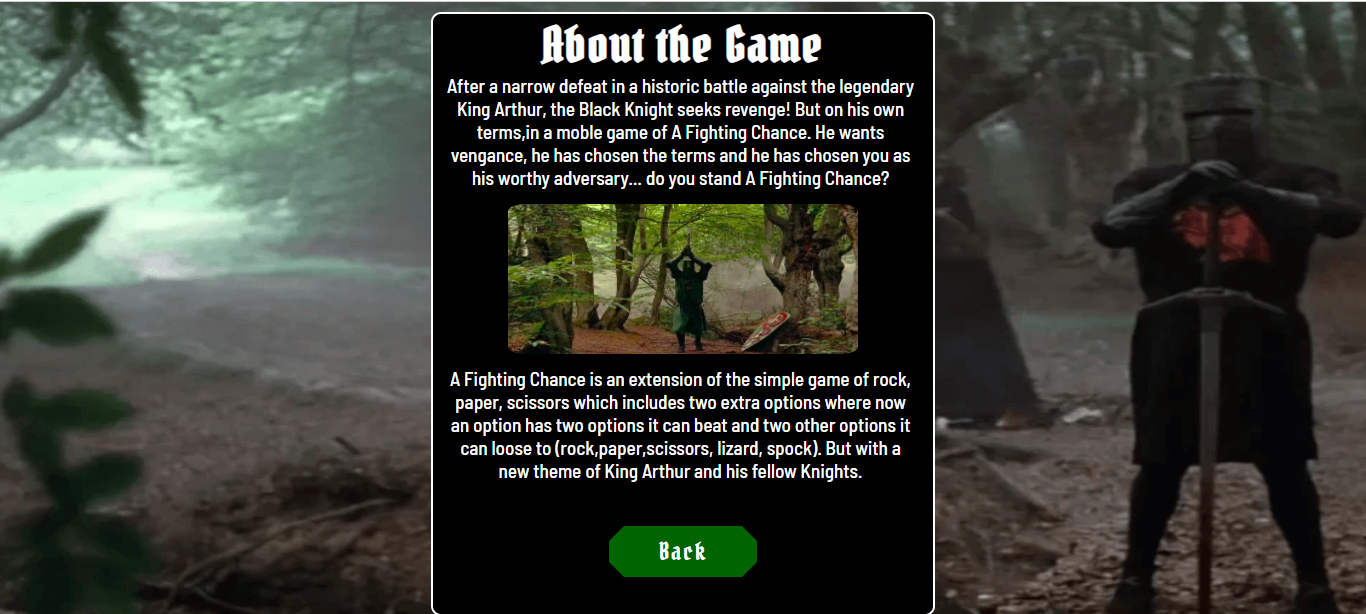 About the Game
After a narrow defeat in a historic battle against the legendary
King Arthur, the Black Knight seeks revenge! But on his own
terms,in a moble game of A Fighting Chance. He wants
vengance, he has chosen the terms and he has chosen you as
his worthy adversary... do you stand A Fighting Chance?
A Fighting Chance is an extension of the simple game of rock,
paper, scissors which includes two extra options where now
an option has two options it can beat and two other options it
can loose to (rock,paper,scissors, lizard, spock). But with a
new theme of King Arthur and his fellow Knights.
Back